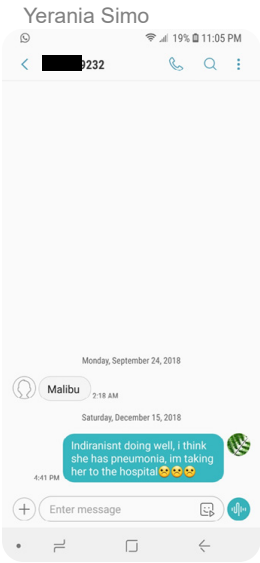 Yerania Simo
19% 11:05 PM
9232
Monday, September 24, 2018
Malibu
2:18 AM
Saturday, December 15, 2018
Indiranisnt doing well, i think
she has pneumonia, im taking
her to the hospital😢😢😢
4:41 PM
Enter message